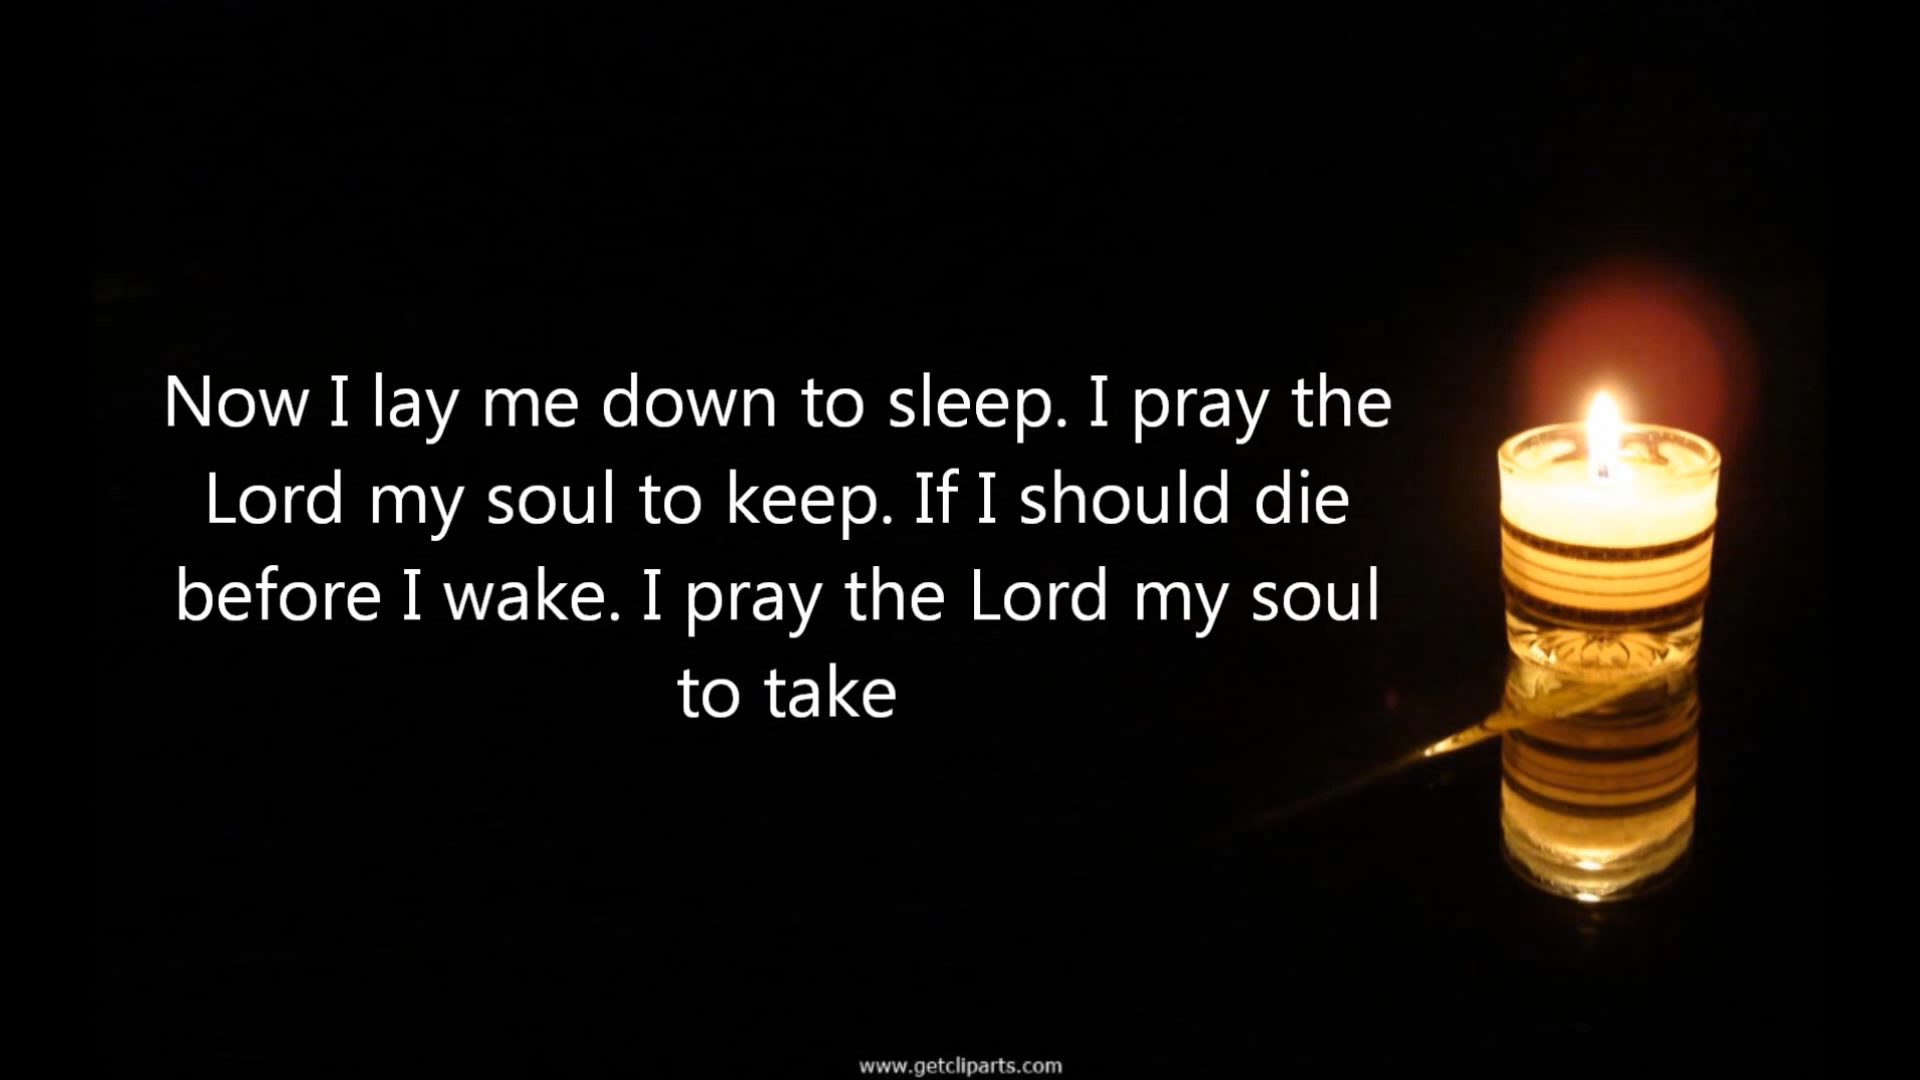 Now I lay me down to sleep. I pray the
Lord my soul to keep. If I should die
before I wake. I pray the Lord my soul
to take
www.getcliparts.com